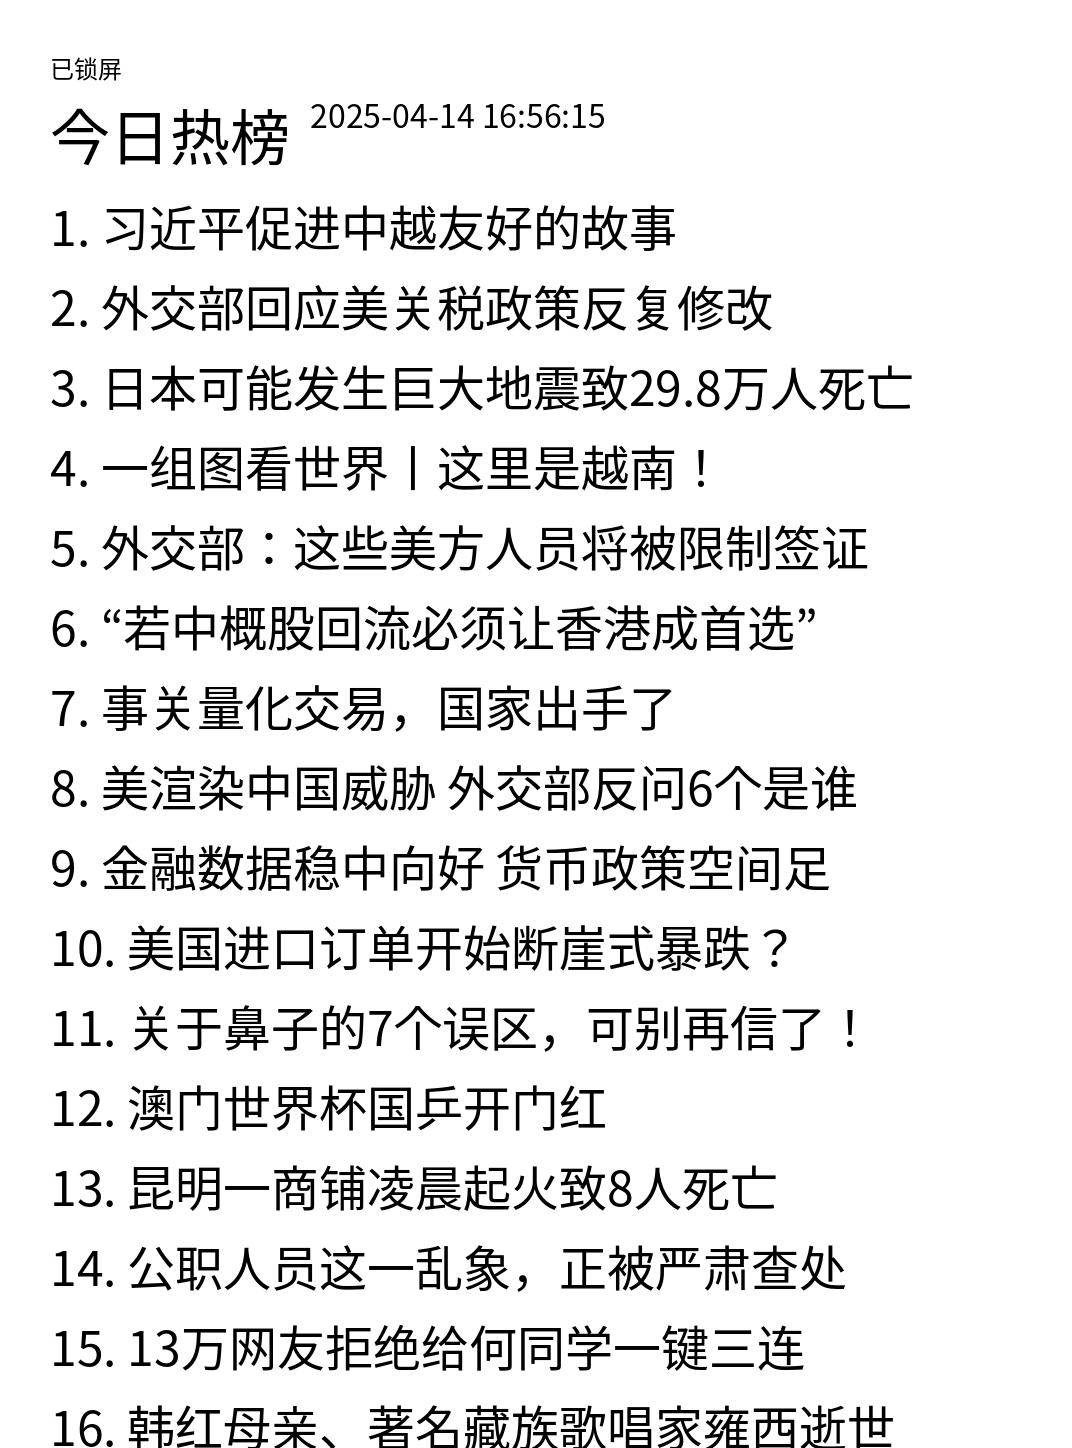 已锁屏
今日热榜 2025-04-14 16:56:15
1. 习近平促进中越友好的故事
2. 外交部回应美关税政策反复修改
3. 日本可能发生巨大地震致29.8万人死亡
4. 一组图看世界丨这里是越南！
5. 外交部：这些美方人员将被限制签证
6. “若中概股回流必须让香港成首选”
7. 事关量化交易，国家出手了
8. 美渲染中国威胁 外交部反问6个是谁
9. 金融数据稳中向好 货币政策空间足
10. 美国进口订单开始断崖式暴跌？
11. 关于鼻子的7个误区，可别再信了！
12. 澳门世界杯国乒开门红
13. 昆明一商铺凌晨起火致8人死亡
14. 公职人员这一乱象，正被严肃查处
15. 13万网友拒绝给何同学一键三连
16. 韩红母亲、著名藏族歌唱家雍西逝世